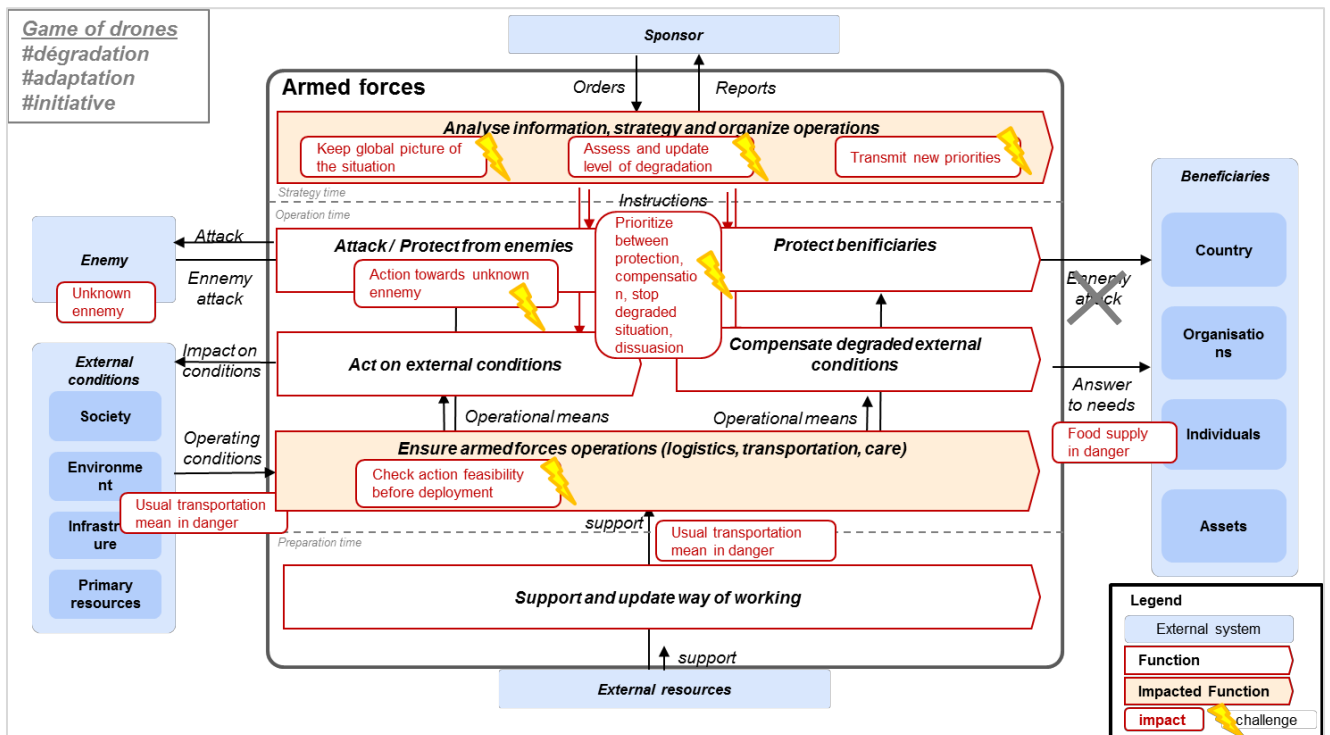 Game of drones
#dégradation
#adaptation
#initiative
Sponsor
Armed forces
Orders
Reports
Analyse information, strategy and organize operations
Keep global picture of
the situation
Assess and update
level of degradation
Transmit new priorities
Strategy time
Operation time
Instructions
Prioritize
between
protection,
compensatio
n, stop
degraded
situation,
dissuasion
Attack / Protect from enemies
Action towards unknown
ennemy
Protect benificiaries
Attack
Ennemy
attack
Enemy
Unknown
ennemy
Ennemy
attack
Impact on
conditions
Act on external conditions
Compensate degraded external
conditions
Answer
to needs
Food supply
in danger
External
conditions
Society
Environme
nt
Infrastr
ure
Primary
resources
Operating
conditions
Usual transportation
mean in danger
Operational means
Operational means
Ensure armed forces operations (logistics, transportation, care)
Check action feasibility
before deployment
support
Usual transportation
mean in danger
Preparation time
Support and update way of working
support
External resources
Beneficiaries
Country
Organisatio
ns
Individuals
Assets
Legend
External system
Function
Impacted Function
impact
challenge